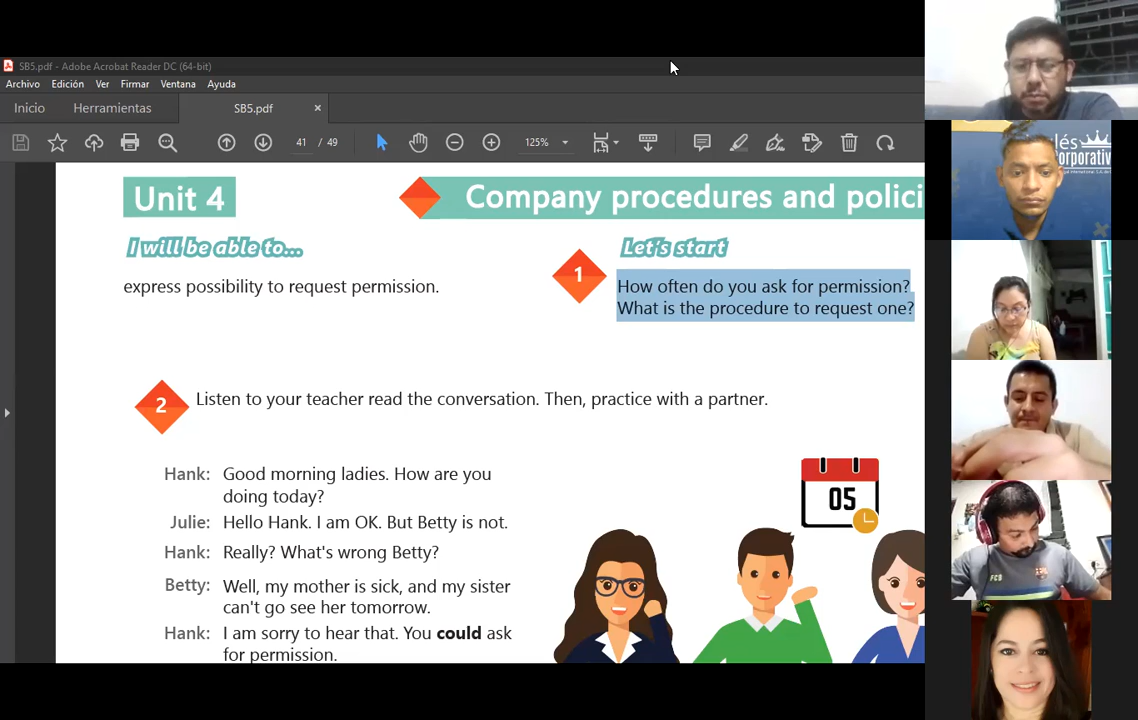 SB5.pdf - Adobe Acrobat Reader DC (64-bit)
Archivo Edición Ver Firmar Ventana Ayuda
Inicio Herramientas SB5.pdf ×
41 / 49 125%
Unit 4 Company procedures and polici
I will be able to... Let's start
express possibility to request permission. 1 How often do you ask for permission?
What is the procedure to request one?
2 Listen to your teacher read the conversation. Then, practice with a partner.
Hank: Good morning ladies. How are you
doing today?
05
Julie: Hello Hank. I am OK. But Betty is not.
Hank: Really? What's wrong Betty?
Betty: Well, my mother is sick, and my sister
can't go see her tomorrow.
Hank: I am sorry to hear that. You could ask
for permission.
lés
orporativ
FCB